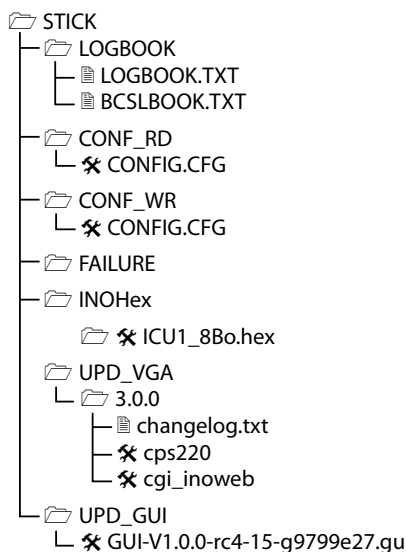 STICK
LOGBOOK
LOGBOOK.TXT
BCSLBOOK.TXT
CONF_RD
CONFIG.CFG
CONF_WR
CONFIG.CFG
FAILURE
INOHex
ICU1_8Bo.hex
UPD_VGA
3.0.0
changelog.txt
cps220
cgi_inoweb
UPD_GUI
GUI-V1.0.0-rc4-15-g9799e27.gu